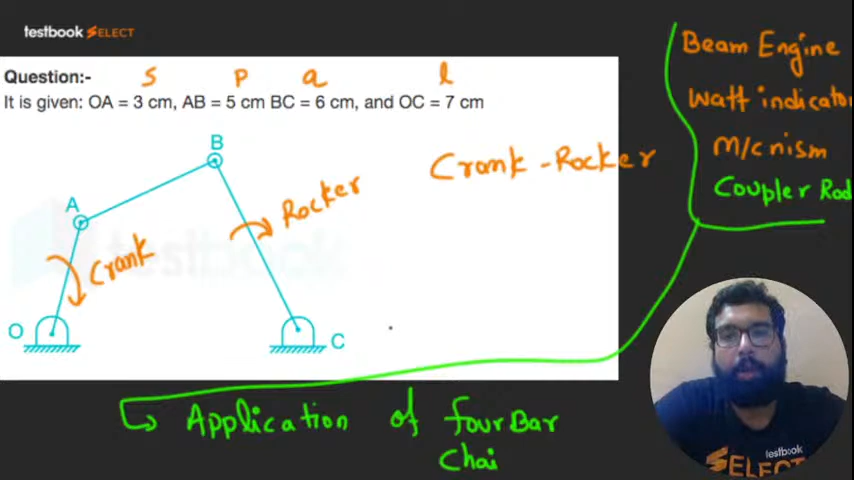 testbook SELECT
Question:-
s p q l
It is given: OA = 3 cm, AB = 5 cm BC = 6 cm, and OC = 7 cm
B
A
O
C
Crank
Rocker
Crank - Rocker
testbook
Beam Engine
Watt indicator
M/cnism
Coupler Rod
Application of four Bar
Chai
testbook
SELECT